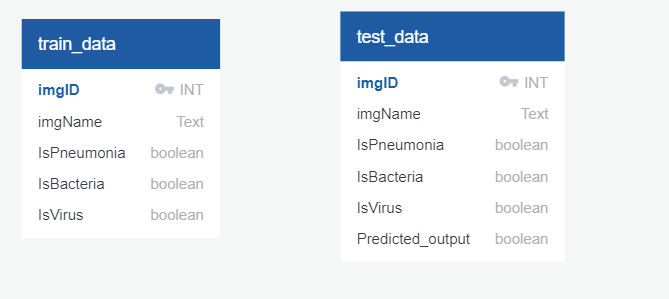 train_data
imgID INT
imgName Text
IsPneumonia boolean
IsBacteria boolean
IsVirus boolean
test_data
imgID INT
imgName Text
IsPneumonia boolean
IsBacteria boolean
IsVirus boolean
Predicted_output boolean